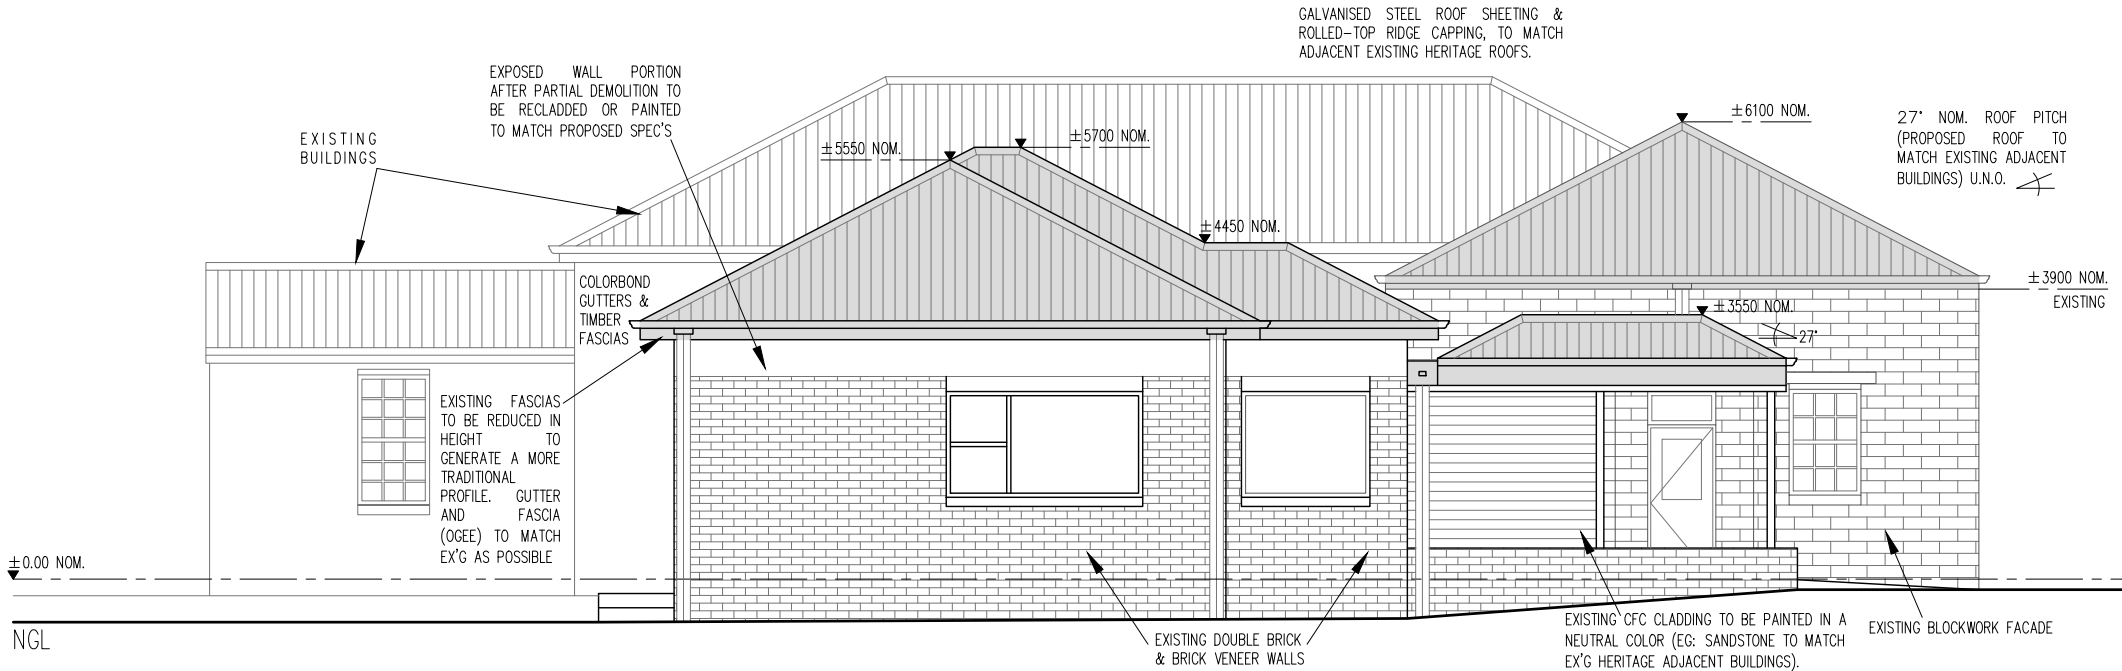 GALVANISED STEEL ROOF SHEETING &
ROLLED-TOP RIDGE CAPPING, TO MATCH
ADJACENT EXISTING HERITAGE ROOFS.
EXPOSED WALL PORTION
AFTER PARTIAL DEMOLITION TO
BE RECLADDED OR PAINTED
TO MATCH PROPOSED SPEC'S
EXISTING
BUILDINGS
±5550 NOM.
±5700 NOM.
±6100 NOM.
27° NOM. ROOF PITCH
(PROPOSED ROOF TO
MATCH EXISTING ADJACENT
BUILDINGS) U.N.O.
±4450 NOM.
COLORBOND
GUTTERS &
TIMBER
FASCIAS
±3900 NOM.
EXISTING
±3550 NOM.
27°
EXISTING FASCIAS
TO BE REDUCED IN
HEIGHT TO
GENERATE A MORE
TRADITIONAL
PROFILE. GUTTER
AND FASCIA
(OGEE) TO MATCH
EX'G AS POSSIBLE
±0.00 NOM.
NGL
EXISTING DOUBLE BRICK
& BRICK VENEER WALLS
EXISTING CFC CLADDING TO BE PAINTED IN A
NEUTRAL COLOR (EG: SANDSTONE TO MATCH
EX'G HERITAGE ADJACENT BUILDINGS).
EXISTING BLOCKWORK FACADE